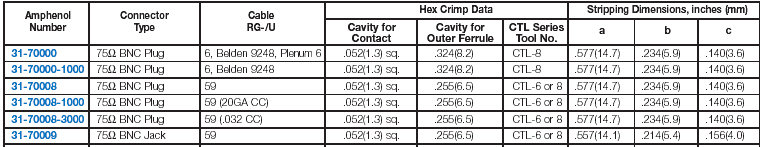 Amphenol Number | Connector Type | Cable RG-/U | Hex Crimp Data | Stripping Dimensions, inches (mm)
Cavity for Contact | Cavity for Outer Ferrule | CTL Series Tool No. | a | b | c
31-70000 | 75Ω BNC Plug | 6, Belden 9248, Plenum 6 | .052(1.3) sq. | .324(8.2) | CTL-8 | .577(14.7) | .234(5.9) | .140(3.6)
31-70000-1000 | 75Ω BNC Plug | 6, Belden 9248 | .052(1.3) sq. | .324(8.2) | CTL-8 | .577(14.7) | .234(5.9) | .140(3.6)
31-70008 | 75Ω BNC Plug | 59 | .052(1.3) sq. | .255(6.5) | CTL-6 or 8 | .577(14.7) | .234(5.9) | .140(3.6)
31-70008-1000 | 75Ω BNC Plug | 59 (20GA CC) | .052(1.3) sq. | .255(6.5) | CTL-6 or 8 | .577(14.7) | .234(5.9) | .140(3.6)
31-70008-3000 | 75Ω BNC Plug | 59 (.032 CC) | .052(1.3) sq. | .255(6.5) | CTL-6 or 8 | .577(14.7) | .234(5.9) | .140(3.6)
31-70009 | 75Ω BNC Jack | 59 | .052(1.3) sq. | .255(6.5) | CTL-6 or 8 | .557(14.1) | .214(5.4) | .156(4.0)